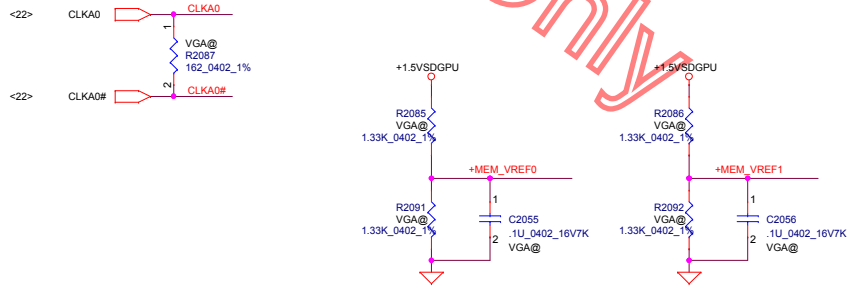 <22> CLKA0 CLKA0
1
VGA@
R2087
162_0402_1%
2
<22> CLKA0# CLKA0#
only
+1.5VSDGPU
R2085
VGA@
1.33K_0402_1%
+MEM_VREF0
R2091
VGA@
1.33K_0402_1%
1
2
C2055
.1U_0402_16V7K
VGA@
+1.5VSDGPU
R2086
VGA@
1.33K_0402_1%
+MEM_VREF1
R2092
VGA@
1.33K_0402_1%
1
2
C2056
.1U_0402_16V7K
VGA@